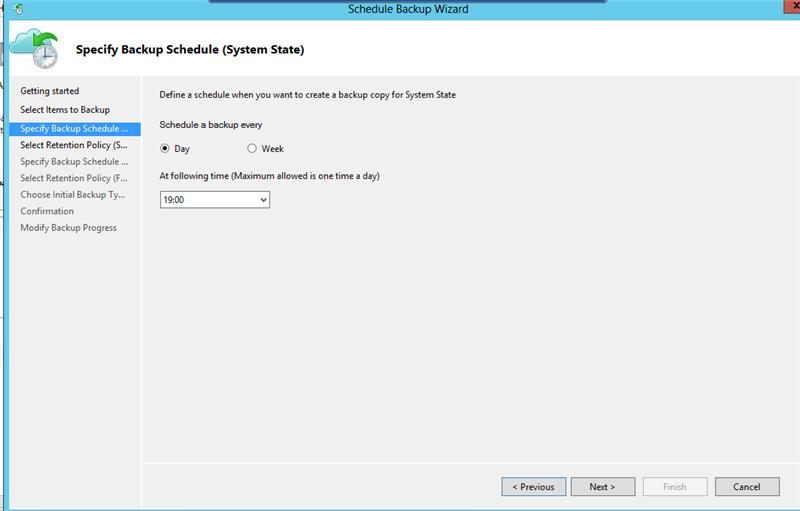 Schedule Backup Wizard
Specify Backup Schedule (System State)
Getting started
Select Items to Backup
Specify Backup Schedule ...
Select Retention Policy (S...
Specify Backup Schedule ...
Select Retention Policy (F...
Choose Initial Backup Ty...
Confirmation
Modify Backup Progress
Define a schedule when you want to create a backup copy for System State
Schedule a backup every
Day Week
At following time (Maximum allowed is one time a day)
19:00
< Previous Next > Finish Cancel